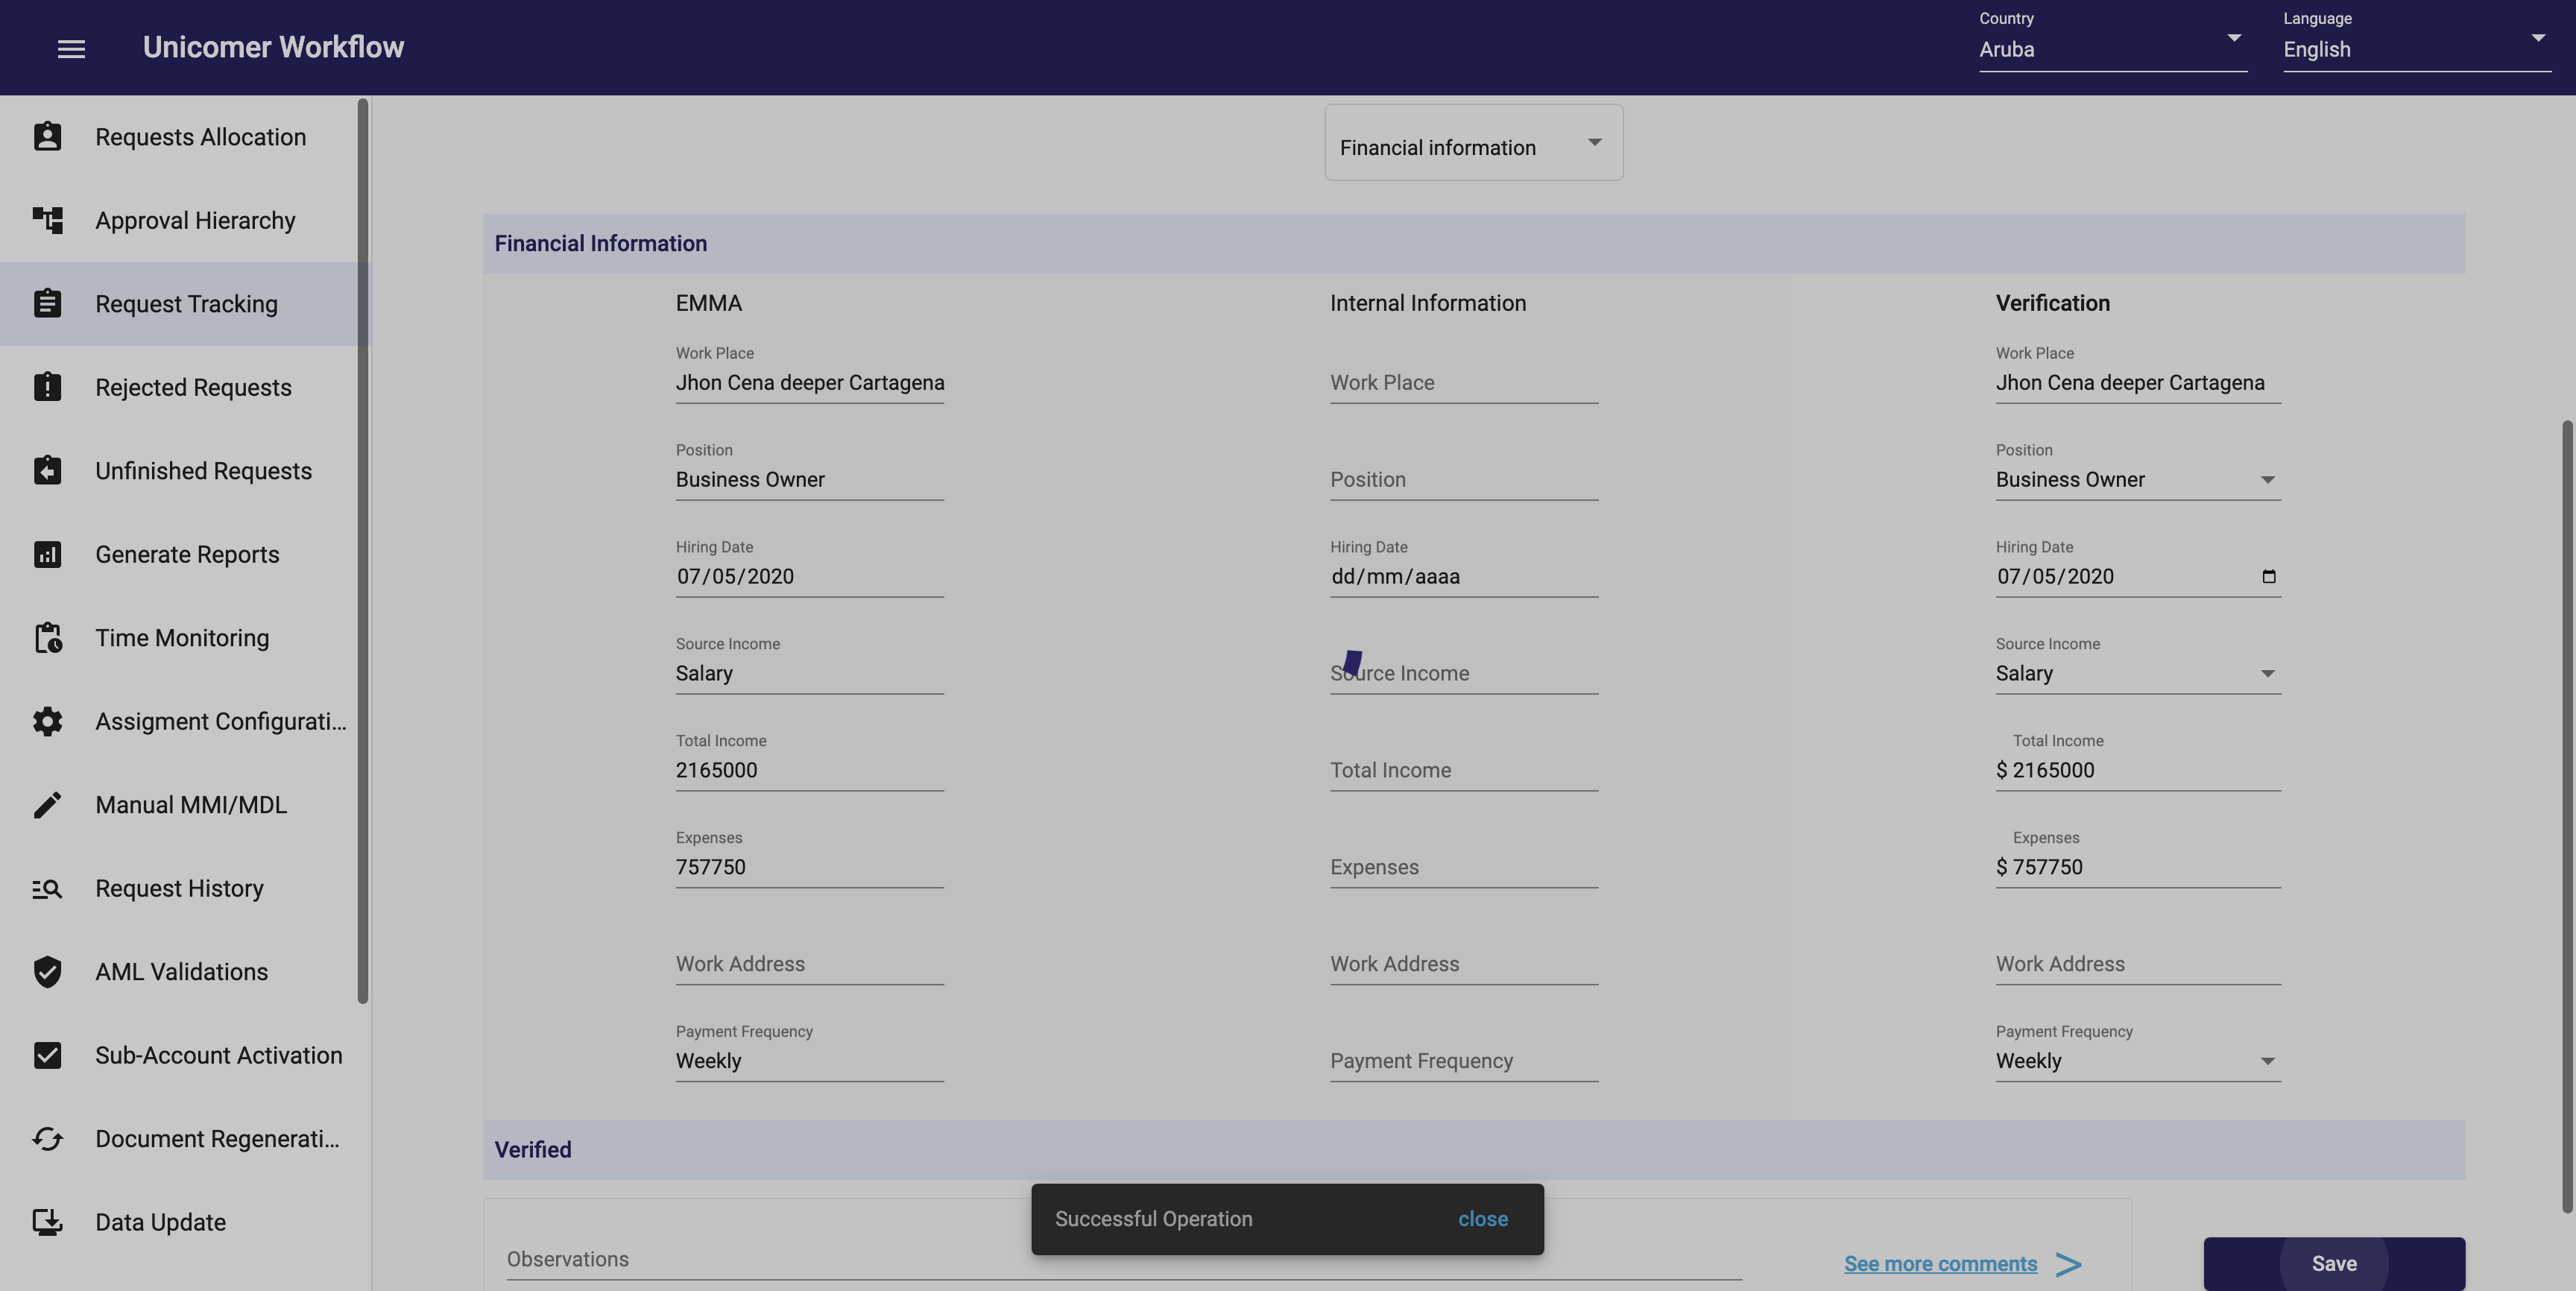 Unicomer Workflow
Country
Aruba
Language
English
Requests Allocation
Approval Hierarchy
Request Tracking
Rejected Requests
Unfinished Requests
Generate Reports
Time Monitoring
Assigment Configurati...
Manual MMI/MDL
Request History
AML Validations
Sub-Account Activation
Document Regenerati...
Data Update
Financial information
Financial Information
EMMA
Work Place
Jhon Cena deeper Cartagena
Position
Business Owner
Hiring Date
07/05/2020
Source Income
Salary
Total Income
2165000
Expenses
757750
Work Address
Payment Frequency
Weekly
Internal Information
Work Place
Position
Hiring Date
dd/mm/aaaa
Source Income
Total Income
Expenses
Work Address
Payment Frequency
Verification
Work Place
Jhon Cena deeper Cartagena
Position
Business Owner
Hiring Date
07/05/2020
Source Income
Salary
Total Income
$ 2165000
Expenses
$ 757750
Work Address
Payment Frequency
Weekly
Verified
Successful Operation close
Observations
See more comments
Save